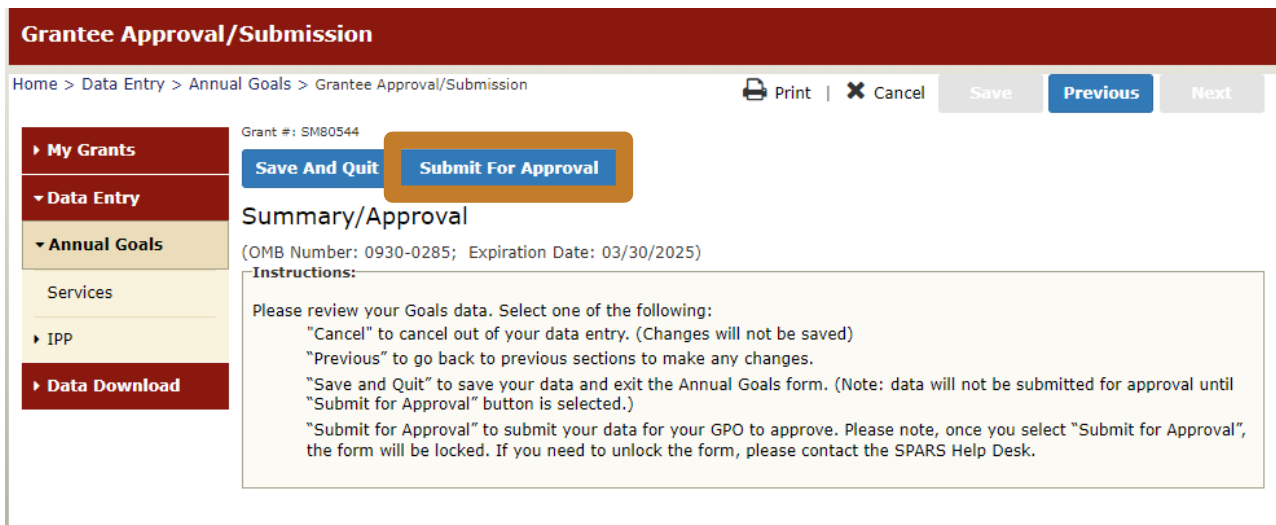 Grantee Approval/Submission
Home > Data Entry > Annual Goals > Grantee Approval/Submission
Print | Cancel Save Previous Next
My Grants
Data Entry
Annual Goals
Services
IPP
Data Download
Grant #: SM80544
Save And Quit Submit For Approval
Summary/Approval
(OMB Number: 0930-0285; Expiration Date: 03/30/2025)
Instructions:
Please review your Goals data. Select one of the following:
"Cancel" to cancel out of your data entry. (Changes will not be saved)
“Previous” to go back to previous sections to make any changes.
“Save and Quit” to save your data and exit the Annual Goals form. (Note: data will not be submitted for approval until
“Submit for Approval” button is selected.)
“Submit for Approval” to submit your data for your GPO to approve. Please note, once you select “Submit for Approval”,
the form will be locked. If you need to unlock the form, please contact the SPARS Help Desk.